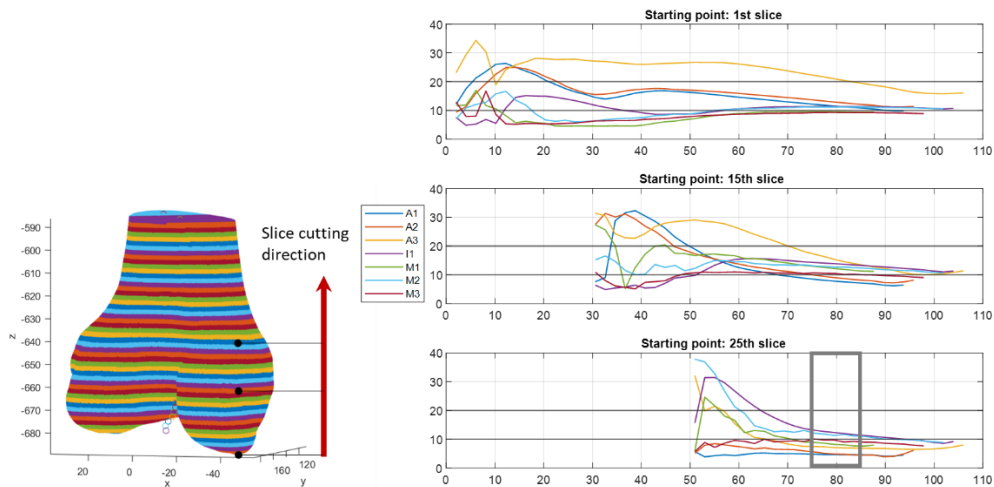 Starting point: 1st slice
40
30
20
10
0
0 10 20 30 40 50 60 70 80 90 100 110
Starting point: 15th slice
40
30
20
10
0
0 10 20 30 40 50 60 70 80 90 100 110
Starting point: 25th slice
40
30
20
10
0
0 10 20 30 40 50 60 70 80 90 100 110
A1
A2
A3
I1
M1
M2
M3
Slice cutting
direction
-590
-600
-610
-620
-630
-640
-650
-660
-670
-680
z
20 0 -20 -40
x
160 120
y